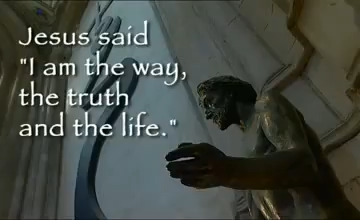 Jesus said
"I am the way,
the truth
and the life."